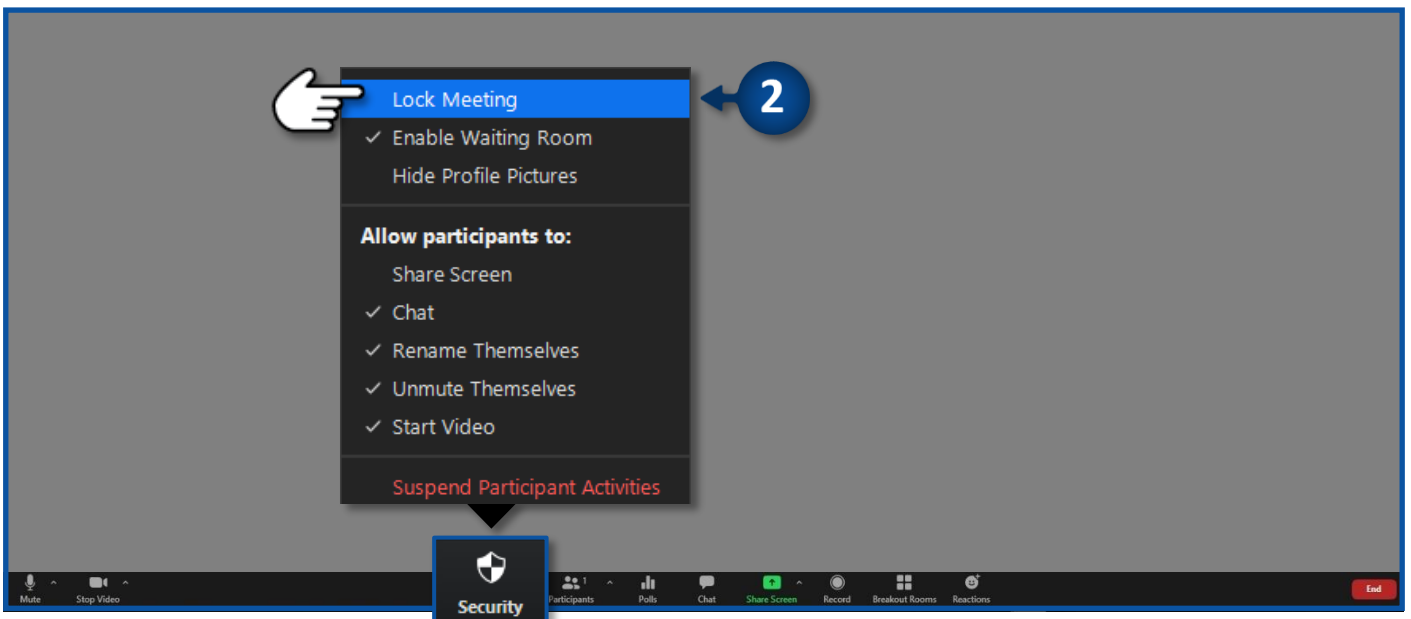 Lock Meeting
2
Enable Waiting Room
Hide Profile Pictures
Allow participants to:
Share Screen
Chat
Rename Themselves
Unmute Themselves
Start Video
Suspend Participant Activities
Mute
Stop Video
Security
1
Participants
Polls
Chat
Share Screen
Record
Breakout Rooms
Reactions
End